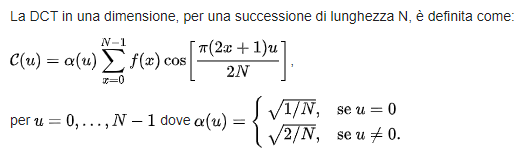 La DCT in una dimensione, per una successione di lunghezza N, è definita come:
C(u) = α(u) ∑_{x=0}^{N−1} f(x) cos [ π(2x + 1)u / 2N ] ,
per u = 0, . . . , N − 1 dove α(u) = { √1/N, se u = 0
√2/N, se u ≠ 0.